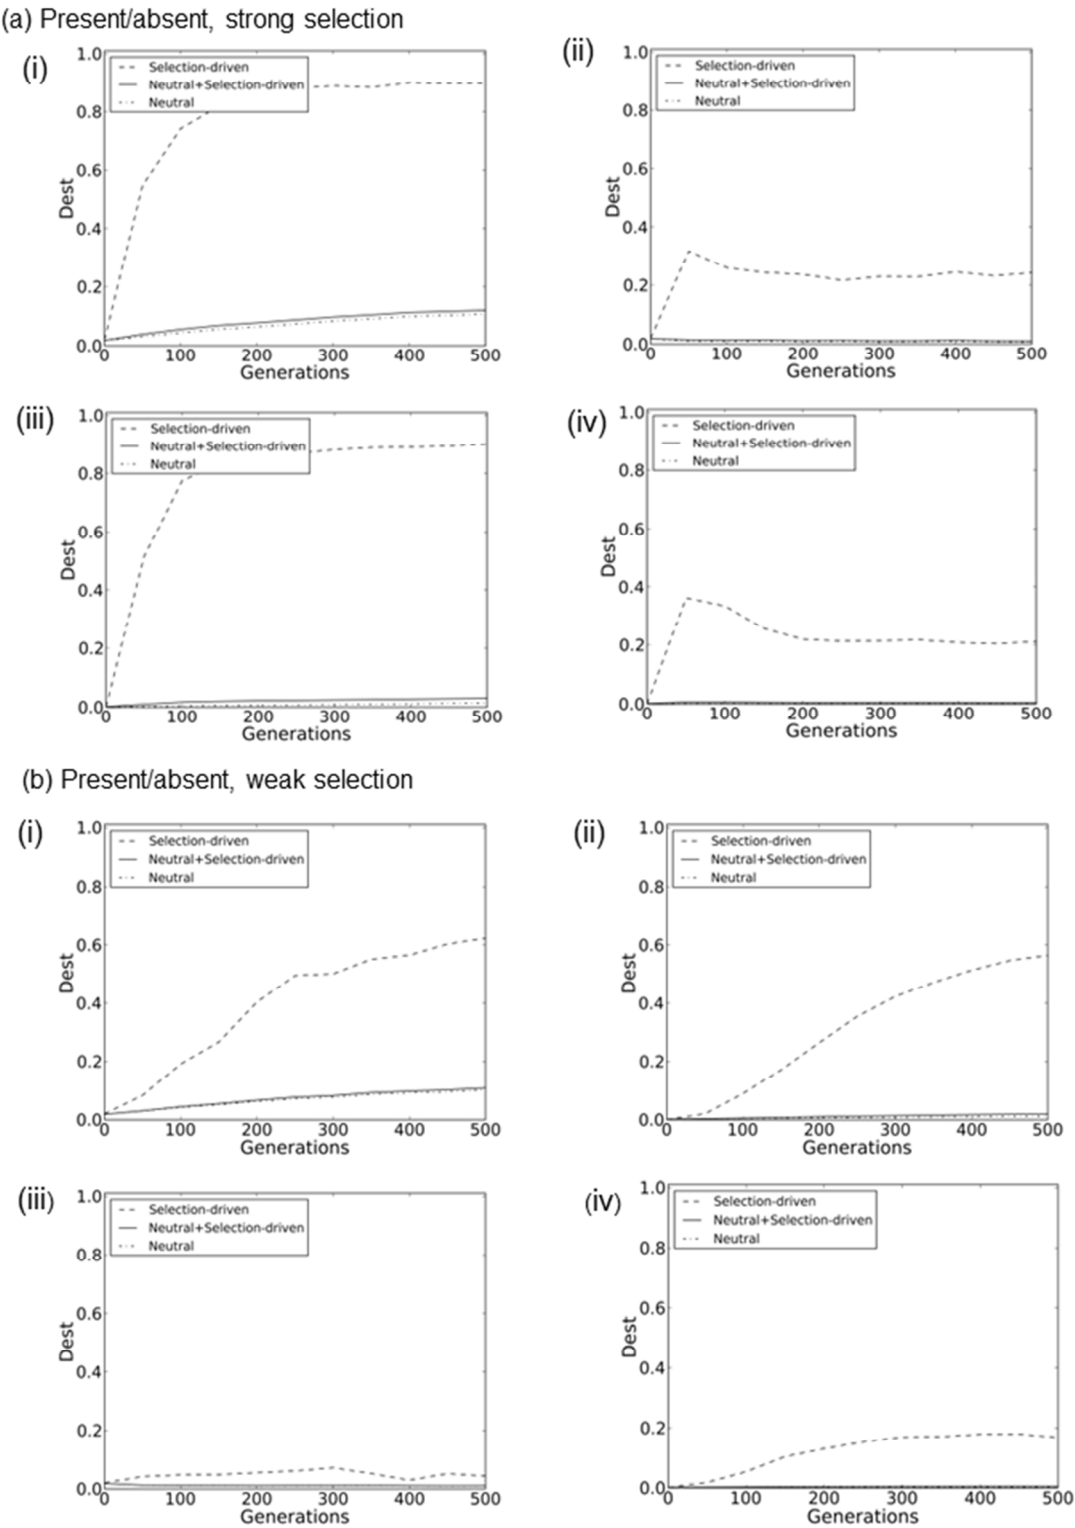 (a) Present/absent, strong selection
(i)
1.0
0.8
0.6
0.4
0.2
0.0
Dest
Selection-driven
Neutral+Selection-driven
Neutral
0 100 200 300 400 500
Generations
(ii)
1.0
0.8
0.6
0.4
0.2
0.0
Dest
Selection-driven
Neutral+Selection-driven
Neutral
0 100 200 300 400 500
Generations
(iii)
1.0
0.8
0.6
0.4
0.2
0.0
Dest
Selection-driven
Neutral+Selection-driven
Neutral
0 100 200 300 400 500
Generations
(iv)
1.0
0.8
0.6
0.4
0.2
0.0
Dest
Selection-driven
Neutral+Selection-driven
Neutral
0 100 200 300 400 500
Generations
(b) Present/absent, weak selection
(i)
1.0
0.8
0.6
0.4
0.2
0.0
Dest
Selection-driven
Neutral+Selection-driven
Neutral
0 100 200 300 400 500
Generations
(ii)
1.0
0.8
0.6
0.4
0.2
0.0
Dest
Selection-driven
Neutral+Selection-driven
Neutral
0 100 200 300 400 500
Generations
(iii)
1.0
0.8
0.6
0.4
0.2
0.0
Dest
Selection-driven
Neutral+Selection-driven
Neutral
0 100 200 300 400 500
Generations
(iv)
1.0
0.8
0.6
0.4
0.2
0.0
Dest
Selection-driven
Neutral+Selection-driven
Neutral
0 100 200 300 400 500
Generations